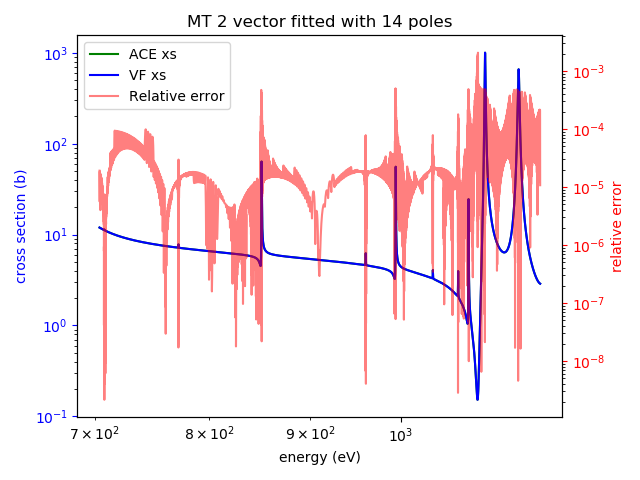 MT 2 vector fitted with 14 poles
ACE xs
VF xs
Relative error
10³
10²
10¹
10⁰
10⁻¹
cross section (b)
10⁻³
10⁻⁴
10⁻⁵
10⁻⁶
10⁻⁷
10⁻⁸
relative error
7 × 10² 8 × 10² 9 × 10² 10³
energy (eV)